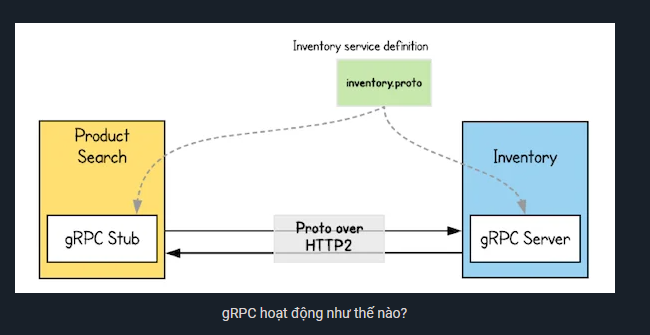 Inventory service definition
inventory.proto
Product
Search
Inventory
gRPC Stub
Proto over
HTTP2
gRPC Server
gRPC hoạt động như thế nào?